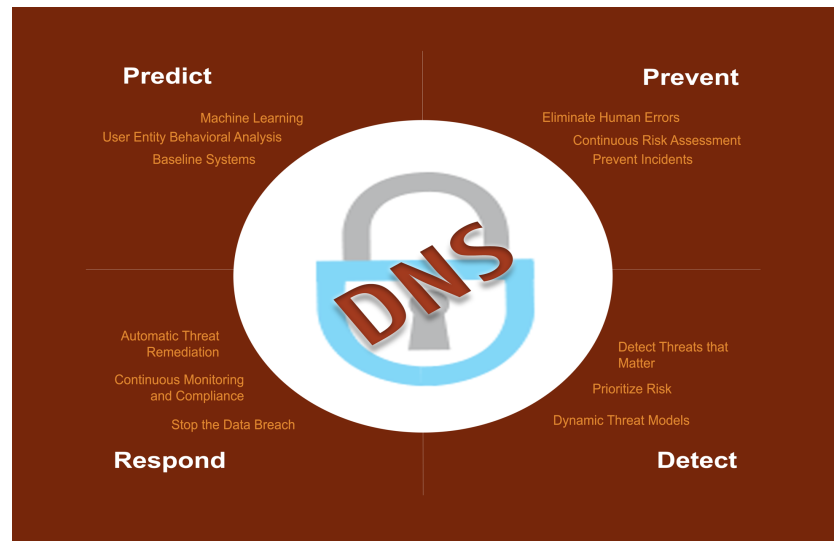 Predict
Machine Learning
User Entity Behavioral Analysis
Baseline Systems
Prevent
Eliminate Human Errors
Continuous Risk Assessment
Prevent Incidents
DNS
Automatic Threat
Remediation
Continuous Monitoring
and Compliance
Stop the Data Breach
Respond
Detect Threats that
Matter
Prioritize Risk
Dynamic Threat Models
Detect